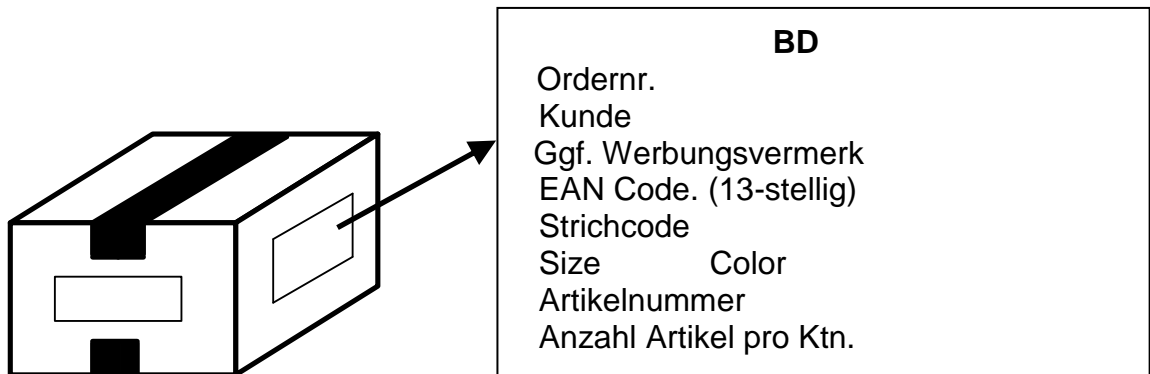 BD
Ordernr.
Kunde
Ggf. Werbungsvermerk
EAN Code. (13-stellig)
Strichcode
Size Color
Artikelnummer
Anzahl Artikel pro Ktn.